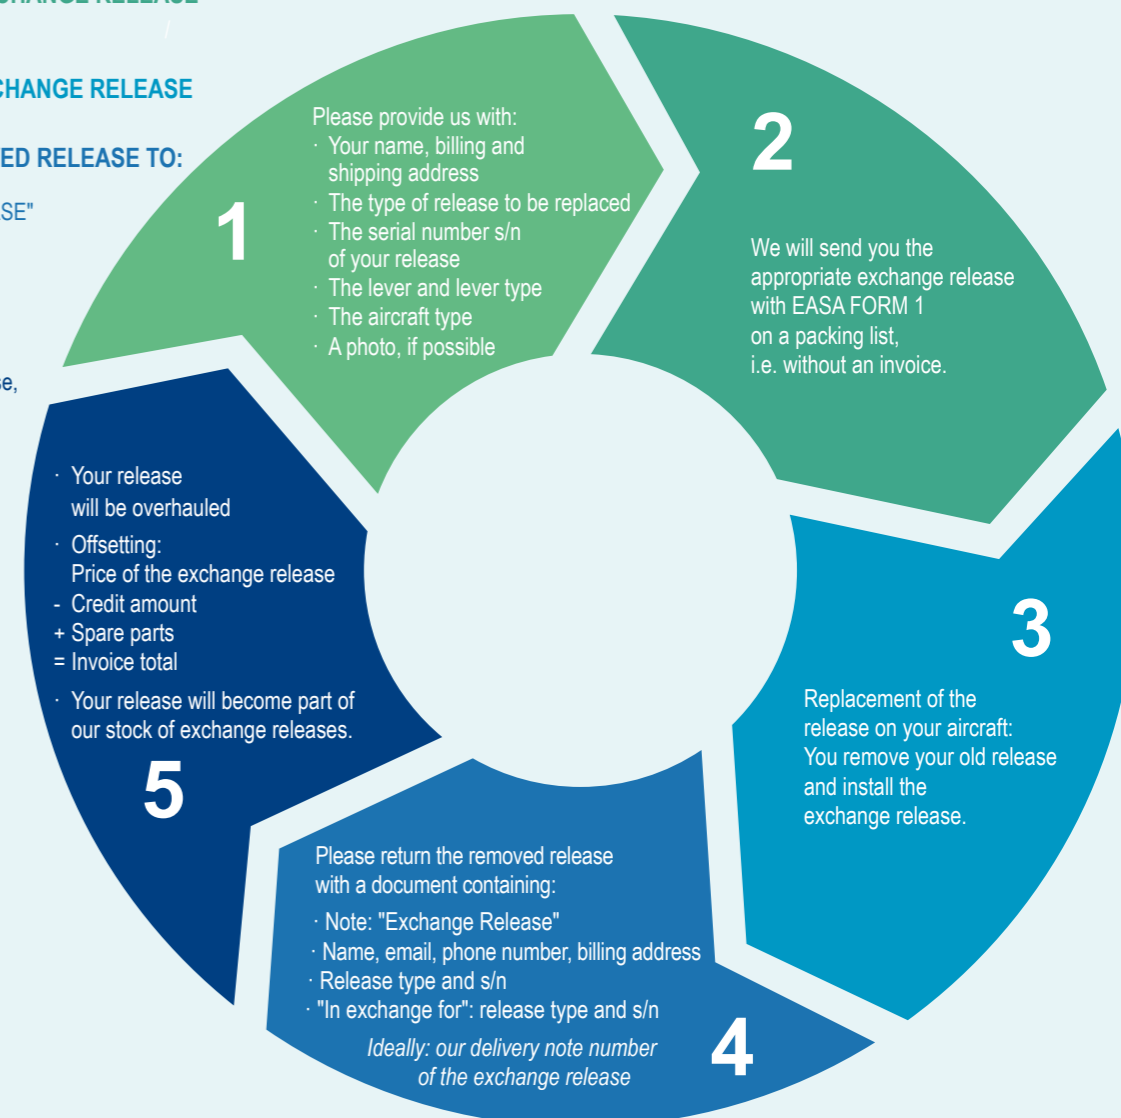 CHANGE RELEASE
CHANGE RELEASE
ED RELEASE TO:
SE"
se,
1
Please provide us with:
· Your name, billing and
shipping address
· The type of release to be replaced
· The serial number s/n
of your release
· The lever and lever type
· The aircraft type
· A photo, if possible
2
We will send you the
appropriate exchange release
with EASA FORM 1
on a packing list,
i.e. without an invoice.
3
Replacement of the
release on your aircraft:
You remove your old release
and install the
exchange release.
Please return the removed release
with a document containing:
· Note: "Exchange Release"
· Name, email, phone number, billing address
· Release type and s/n
· "In exchange for": release type and s/n
Ideally: our delivery note number
of the exchange release
4
· Your release
will be overhauled
· Offsetting:
Price of the exchange release
- Credit amount
+ Spare parts
= Invoice total
· Your release will become part of
our stock of exchange releases.
5